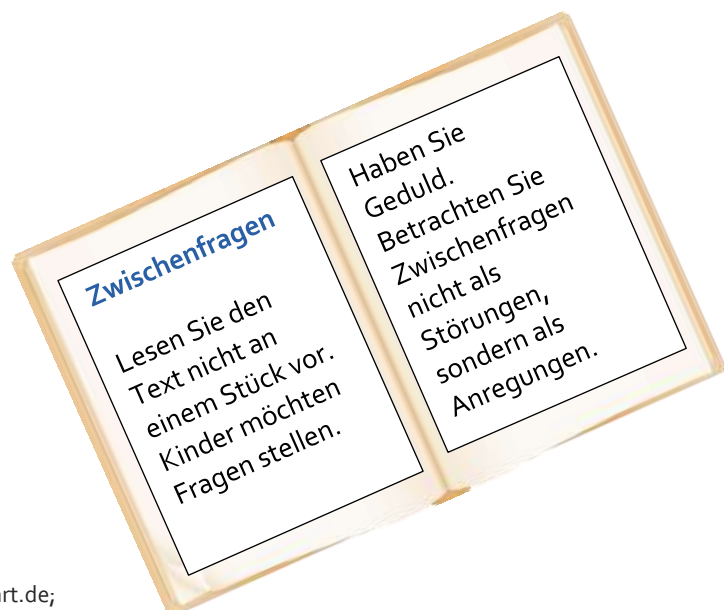 Zwischenfragen
Lesen Sie den
Text nicht an
einem Stück vor.
Kinder möchten
Fragen stellen.
Haben Sie
Geduld.
Betrachten Sie
Zwischenfragen
nicht als
Störungen,
sondern als
Anregungen.
rt.de;